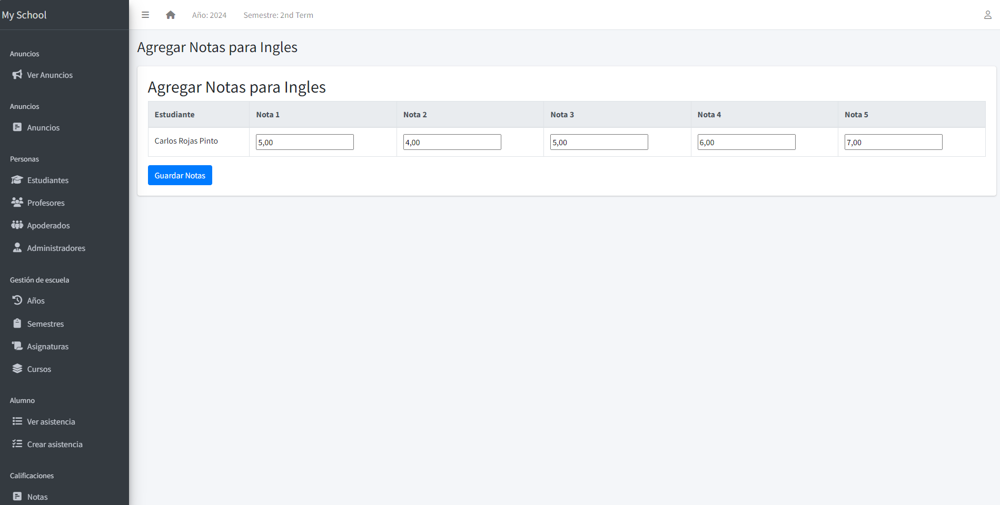 My School
Año: 2024
Semestre: 2nd Term
Anuncios
Ver Anuncios
Anuncios
Anuncios
Personas
Estudiantes
Profesores
Apoderados
Administradores
Gestión de escuela
Años
Semestres
Asignaturas
Cursos
Alumno
Ver asistencia
Crear asistencia
Calificaciones
Notas
Agregar Notas para Ingles
Agregar Notas para Ingles
Estudiante Nota 1 Nota 2 Nota 3 Nota 4 Nota 5
Carlos Rojas Pinto 5,00 4,00 5,00 6,00 7,00
Guardar Notas